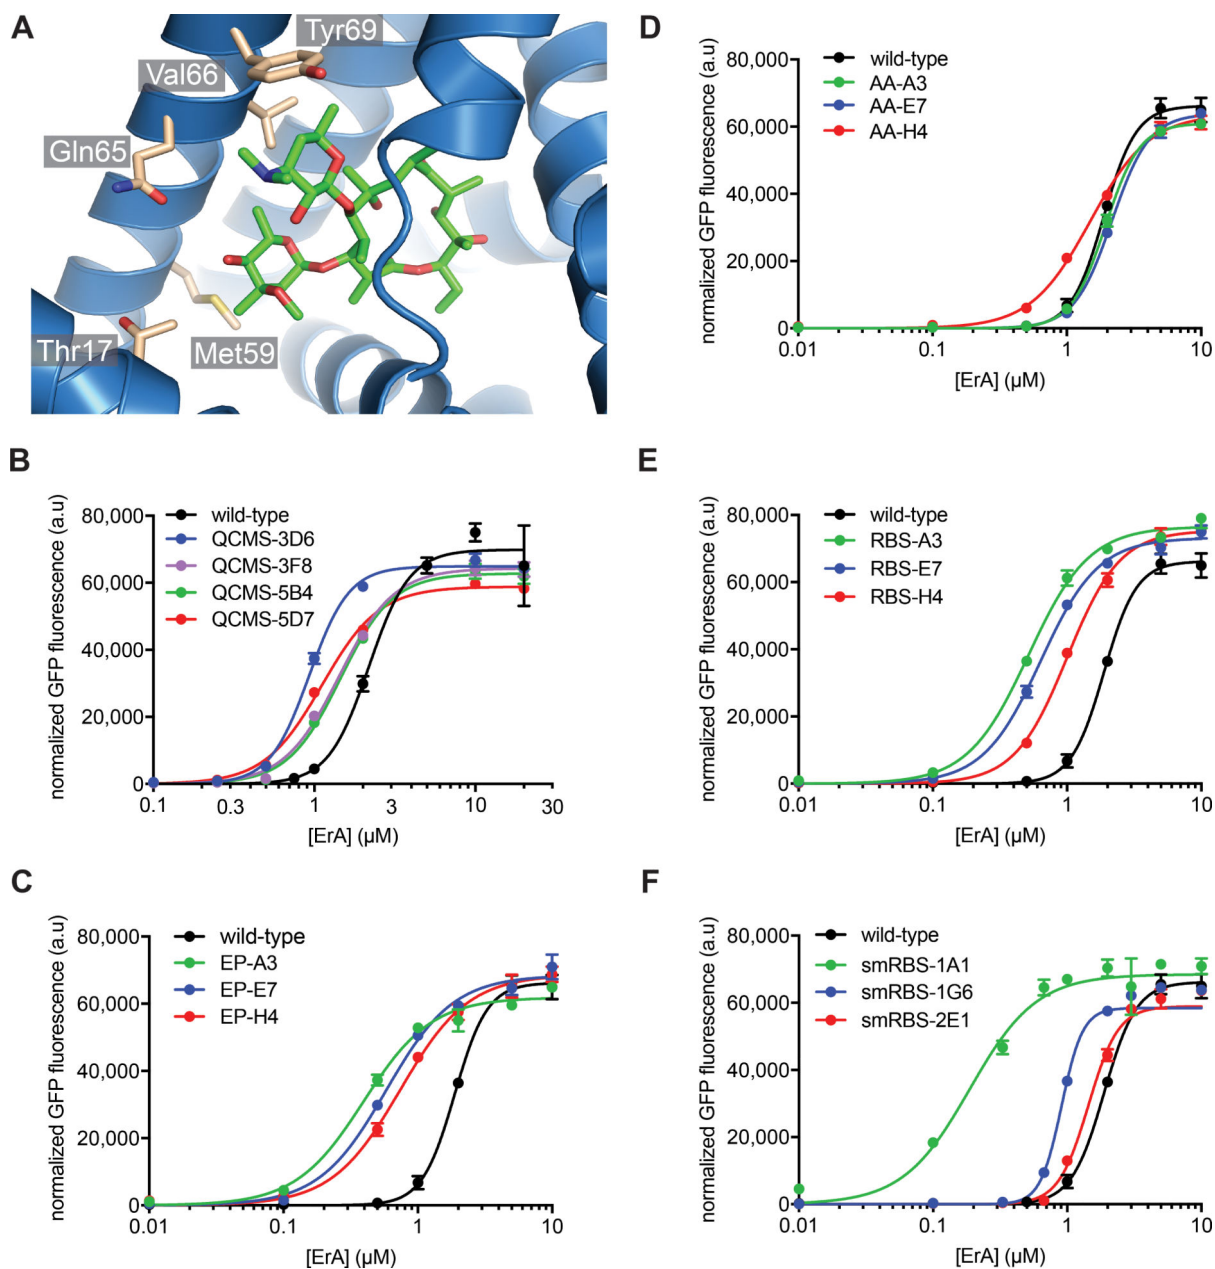 A
Tyr69
Val66
Gln65
Thr17
Met59
B
normalized GFP fluorescence (a.u)
80,000
60,000
40,000
20,000
0
wild-type
QCMS-3D6
QCMS-3F8
QCMS-5B4
QCMS-5D7
0.1
0.3
1
3
10
30
[ErA] (µM)
C
normalized GFP fluorescence (a.u)
80,000
60,000
40,000
20,000
0
wild-type
EP-A3
EP-E7
EP-H4
0.01
0.1
1
10
[ErA] (µM)
D
normalized GFP fluorescence (a.u)
80,000
60,000
40,000
20,000
0
wild-type
AA-A3
AA-E7
AA-H4
0.01
0.1
1
10
[ErA] (µM)
E
normalized GFP fluorescence (a.u)
80,000
60,000
40,000
20,000
0
wild-type
RBS-A3
RBS-E7
RBS-H4
0.01
0.1
1
10
[ErA] (µM)
F
normalized GFP fluorescence (a.u)
80,000
60,000
40,000
20,000
0
wild-type
smRBS-1A1
smRBS-1G6
smRBS-2E1
0.01
0.1
1
10
[ErA] (µM)